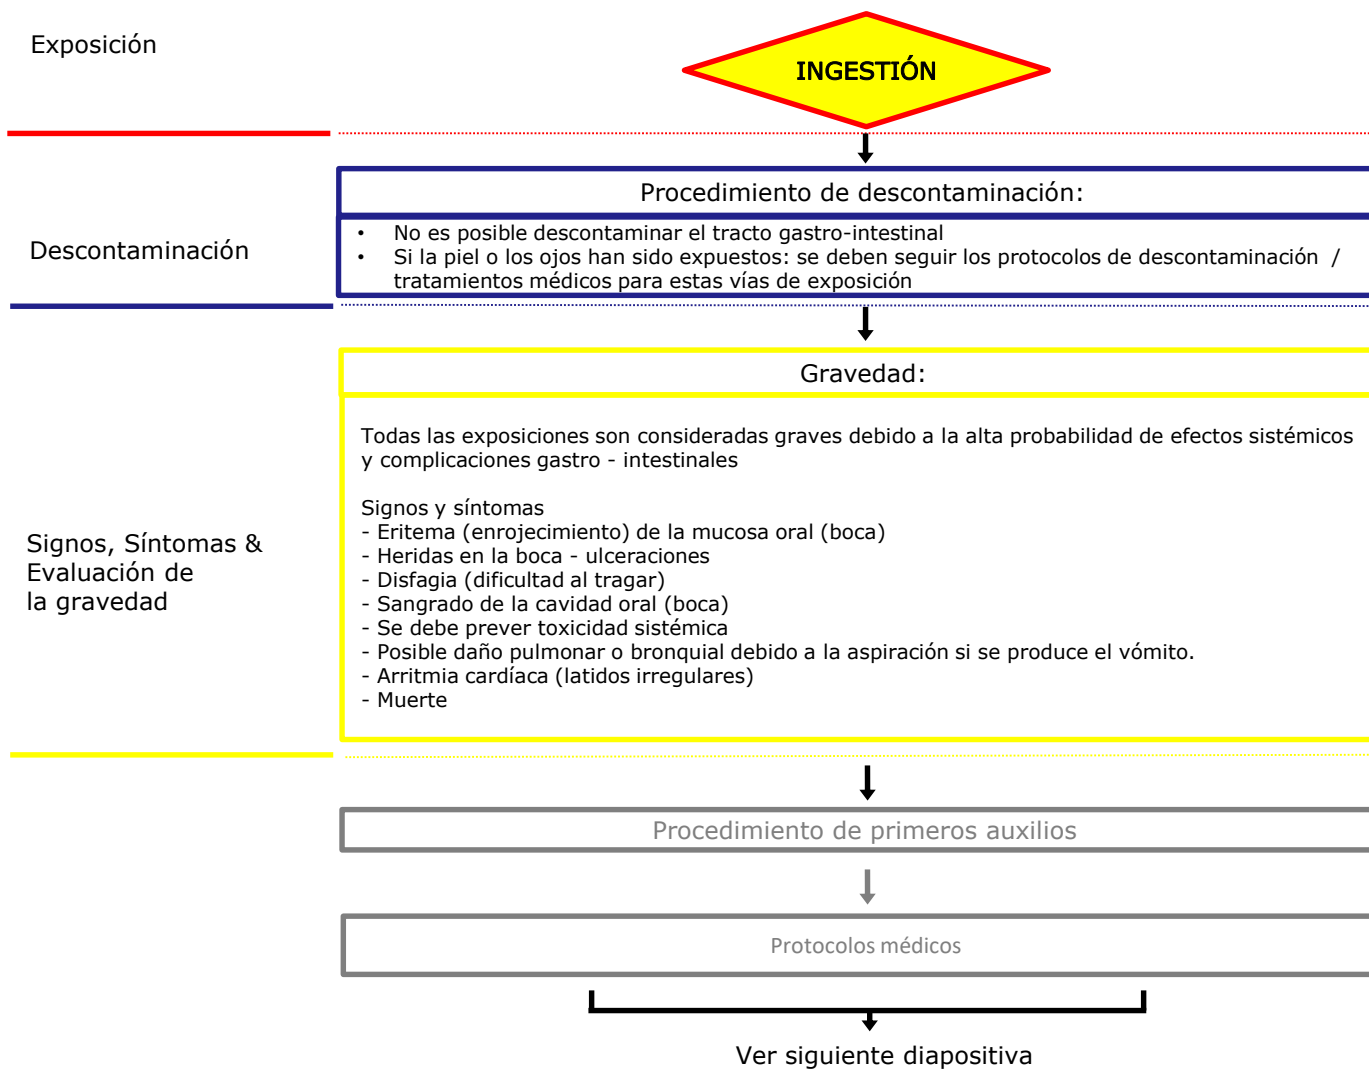 Exposición
INGESTIÓN
Procedimiento de descontaminación:
Descontaminación
• No es posible descontaminar el tracto gastro-intestinal
• Si la piel o los ojos han sido expuestos: se deben seguir los protocolos de descontaminación /
tratamientos médicos para estas vías de exposición
Gravedad:
Signos, Síntomas &
Evaluación de
la gravedad
Todas las exposiciones son consideradas graves debido a la alta probabilidad de efectos sistémicos
y complicaciones gastro - intestinales
Signos y síntomas
- Eritema (enrojecimiento) de la mucosa oral (boca)
- Heridas en la boca - ulceraciones
- Disfagia (dificultad al tragar)
- Sangrado de la cavidad oral (boca)
- Se debe prever toxicidad sistémica
- Posible daño pulmonar o bronquial debido a la aspiración si se produce el vómito.
- Arritmia cardíaca (latidos irregulares)
- Muerte
Procedimiento de primeros auxilios
Protocolos médicos
Ver siguiente diapositiva